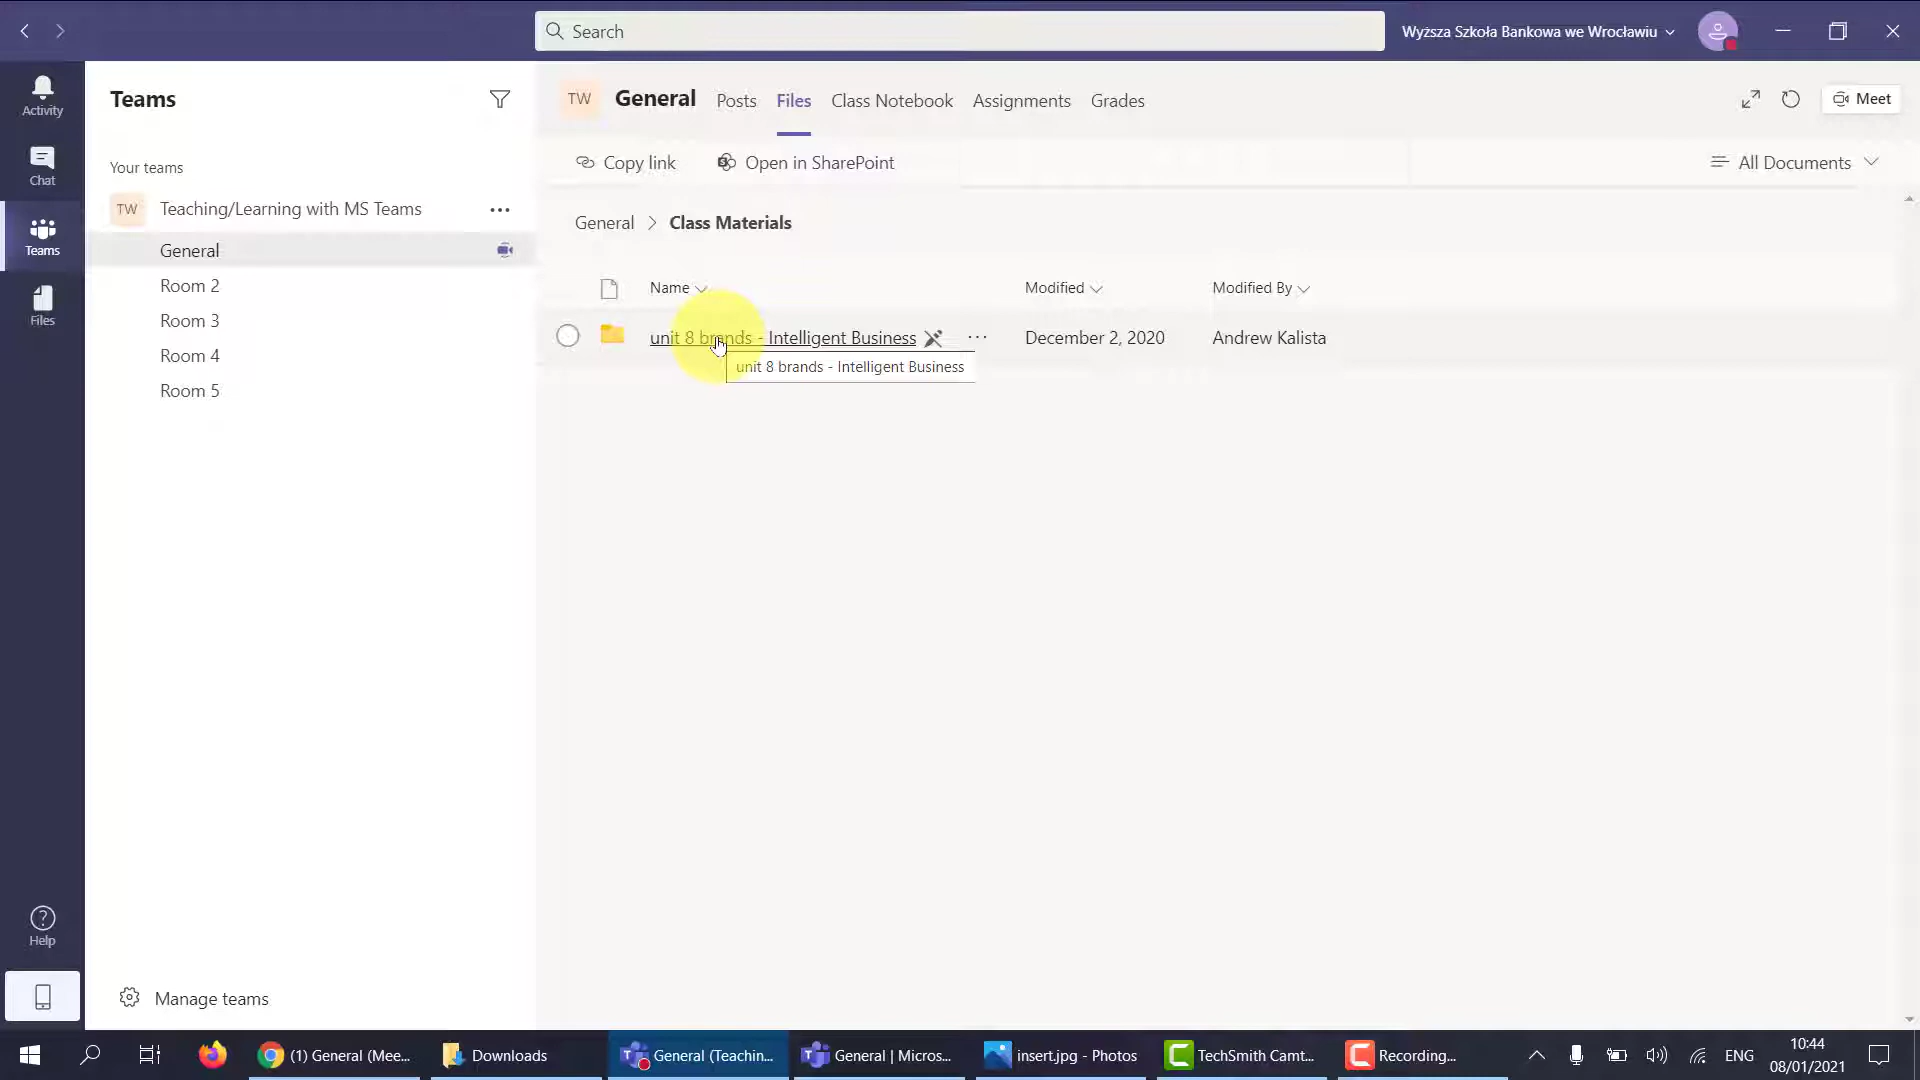 Search
Wyższa Szkoła Bankowa we Wrocławiu
Activity
Chat
Teams
Files
Help
Teams
Your teams
TW Teaching/Learning with MS Teams
General
Room 2
Room 3
Room 4
Room 5
Manage teams
TW General Posts Files Class Notebook Assignments Grades
Meet
Copy link Open in SharePoint All Documents
General > Class Materials
Name Modified Modified By
unit 8 brands - Intelligent Business December 2, 2020 Andrew Kalista
unit 8 brands - Intelligent Business
(1) General (Mee... Downloads General (Teachin... General | Micros... insert.jpg - Photos TechSmith Camt... Recording... ENG
10:44
08/01/2021